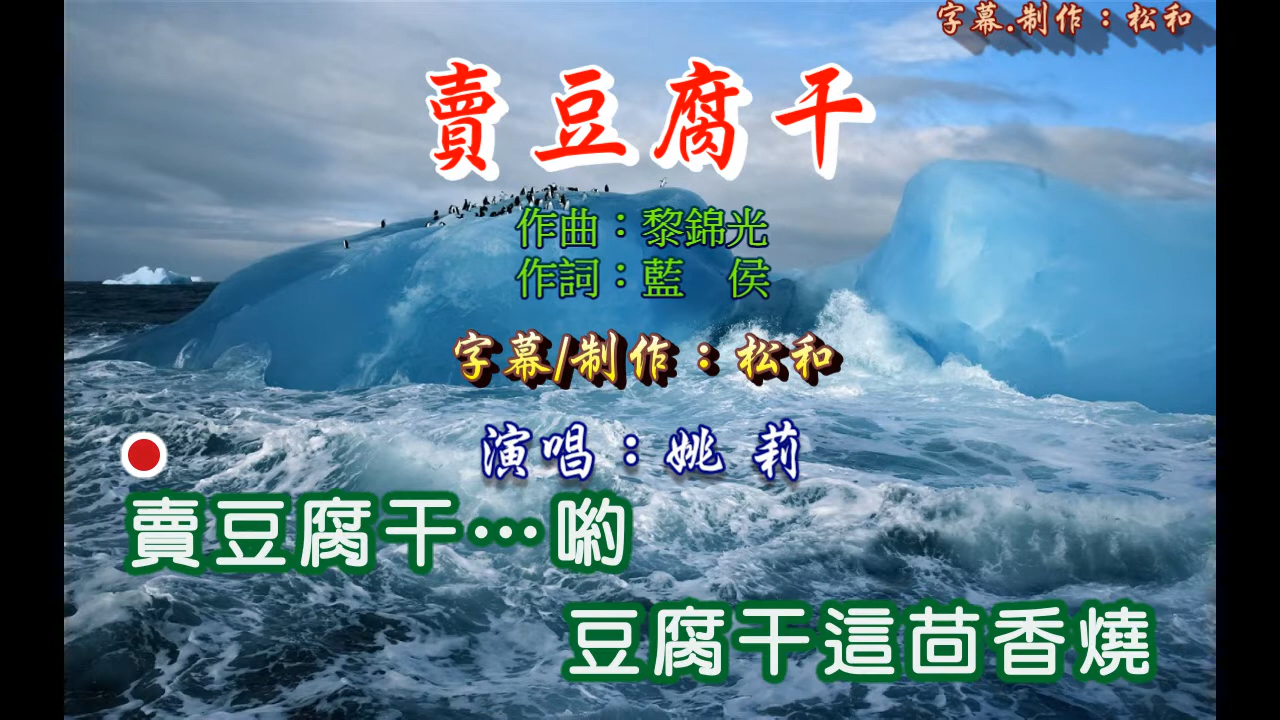 字幕.制作：松和
賣豆腐干
作曲：黎錦光
作詞：藍　侯
字幕/制作：松和
演唱：姚 莉
賣豆腐干…喲
豆腐干這茴香燒